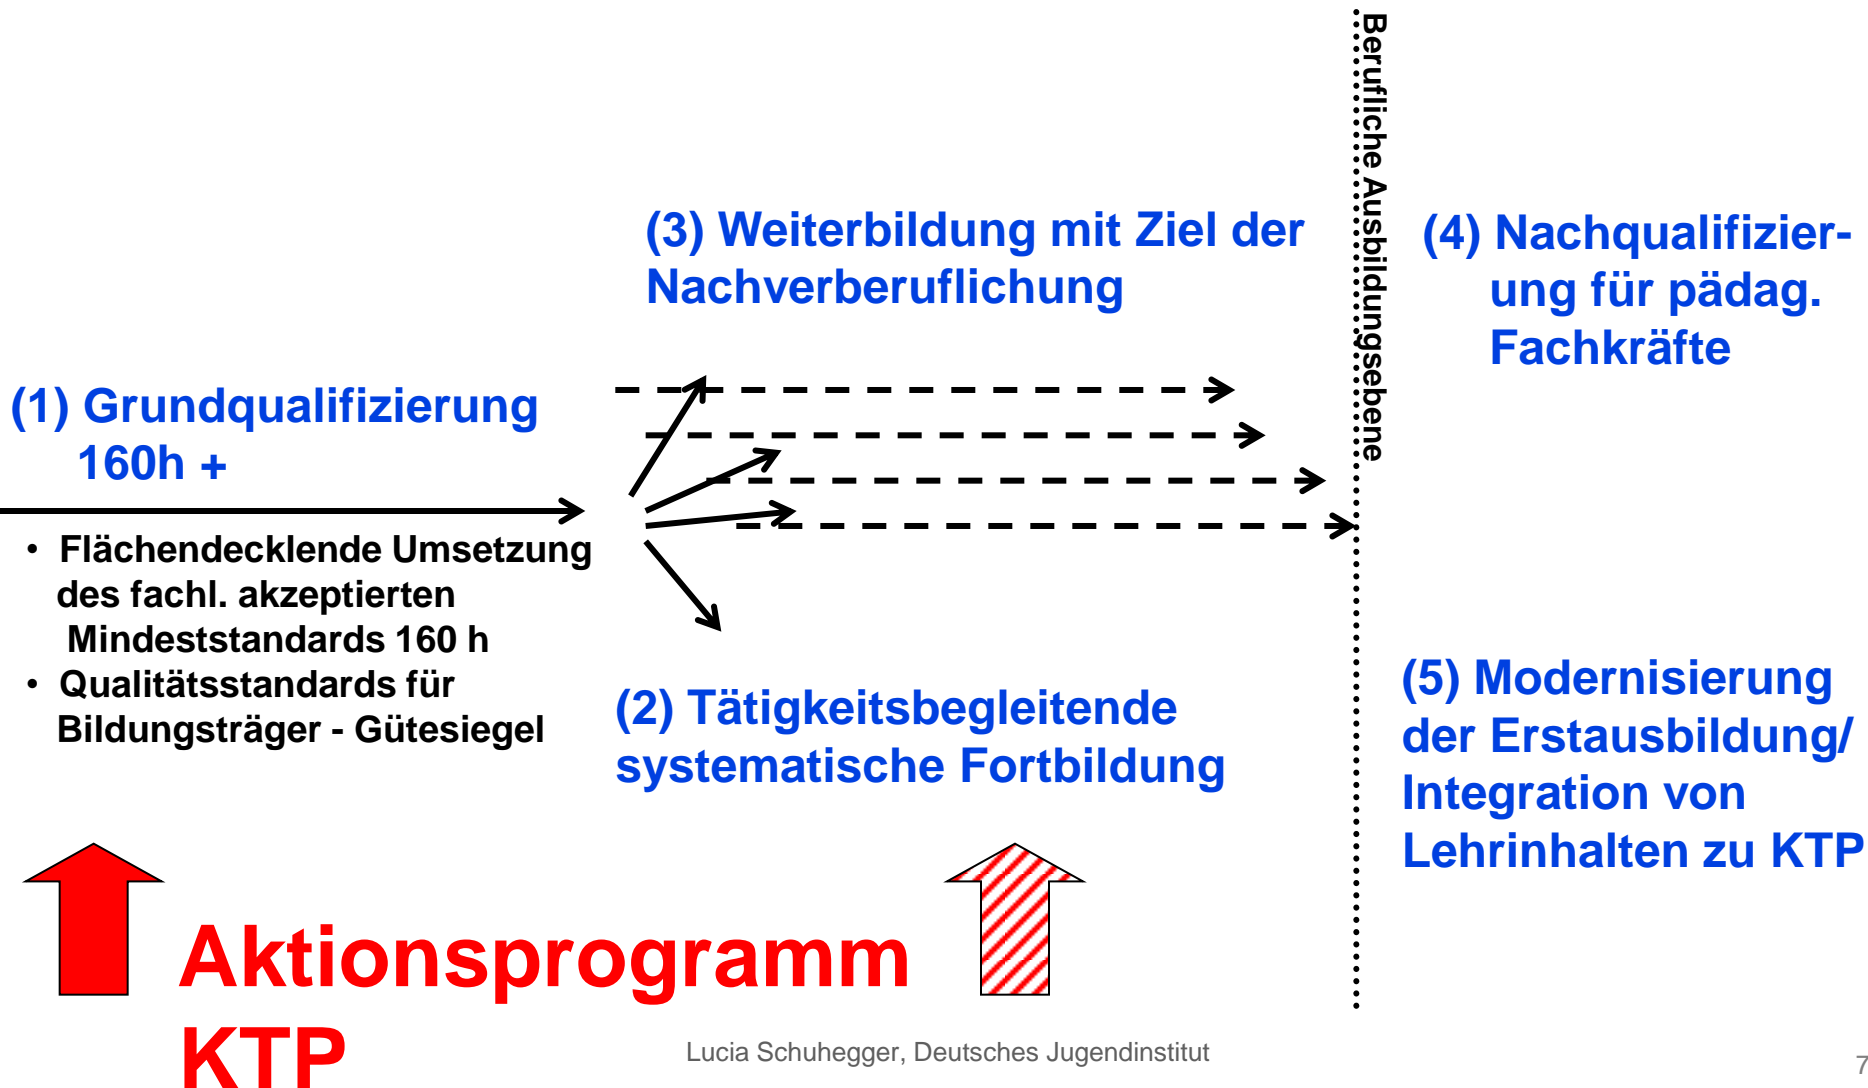 (1) Grundqualifizierung
160h +
• Flächendecklende Umsetzung
des fachl. akzeptierten
Mindeststandards 160 h
• Qualitätsstandards für
Bildungsträger - Gütesiegel
(3) Weiterbildung mit Ziel der
Nachverberuflichung
(2) Tätigkeitsbegleitende
systematische Fortbildung
Berufliche Ausbildungsebene
(4) Nachqualifizier-
ung für pädag.
Fachkräfte
(5) Modernisierung
der Erstausbildung/
Integration von
Lehrinhalten zu KTP
Aktionsprogramm
KTP
Lucia Schuhegger, Deutsches Jugendinstitut
7